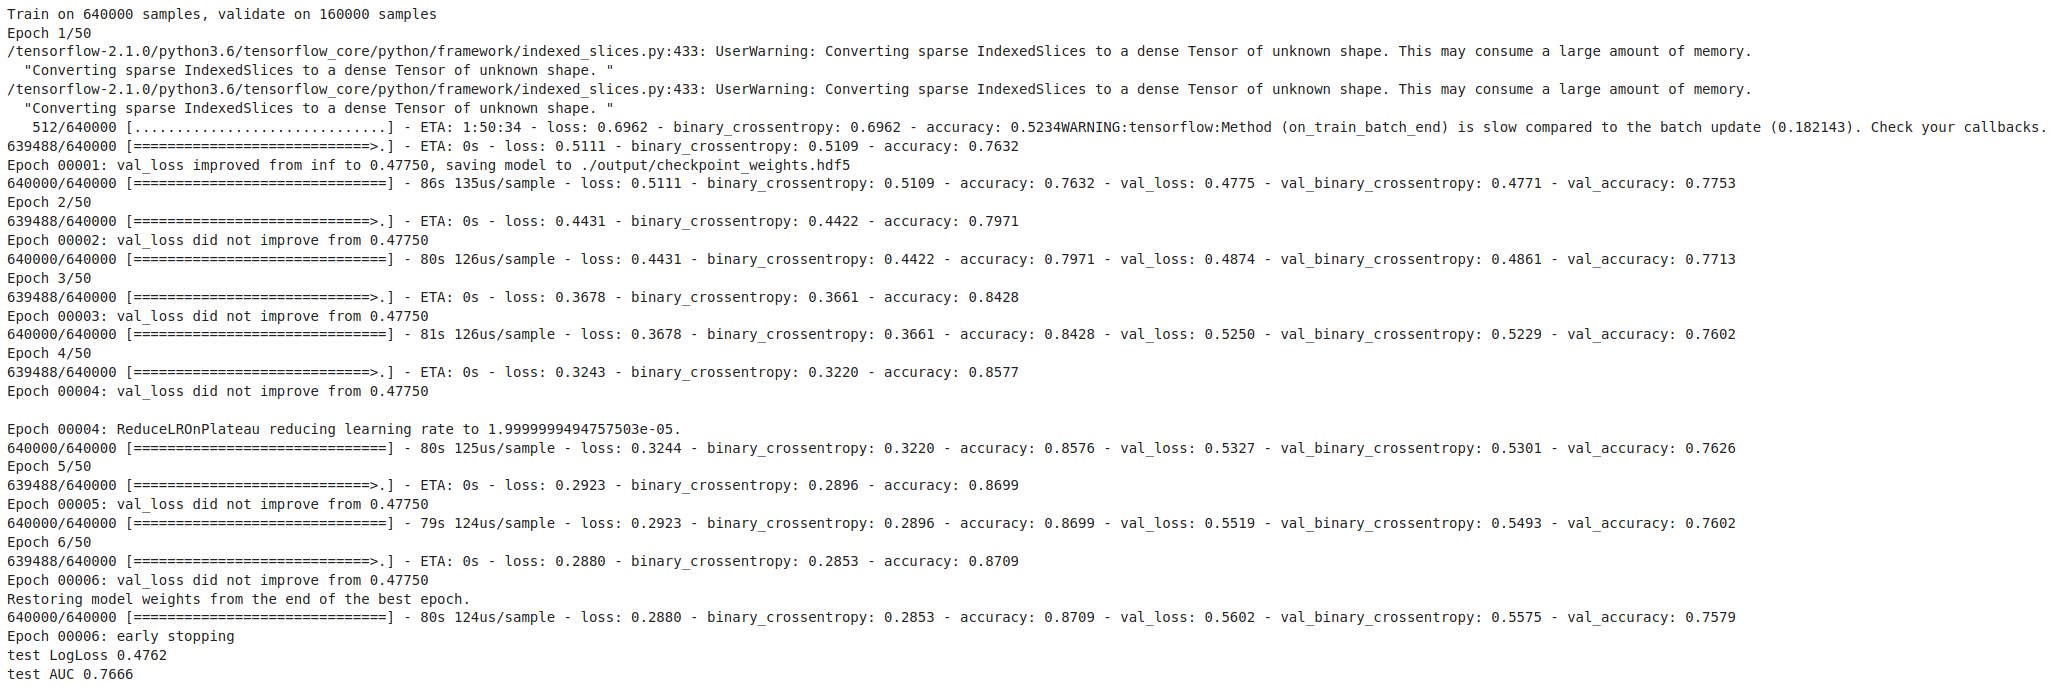 Train on 640000 samples, validate on 160000 samples
Epoch 1/50
/tensorflow-2.1.0/python3.6/tensorflow_core/python/framework/indexed_slices.py:433: UserWarning: Converting sparse IndexedSlices to a dense Tensor of unknown shape. This may consume a large amount of memory.
  "Converting sparse IndexedSlices to a dense Tensor of unknown shape. "
/tensorflow-2.1.0/python3.6/tensorflow_core/python/framework/indexed_slices.py:433: UserWarning: Converting sparse IndexedSlices to a dense Tensor of unknown shape. This may consume a large amount of memory.
  "Converting sparse IndexedSlices to a dense Tensor of unknown shape. "
   512/640000 [..............................] - ETA: 1:50:34 - loss: 0.6962 - binary_crossentropy: 0.6962 - accuracy: 0.5234WARNING:tensorflow:Method (on_train_batch_end) is slow compared to the batch update (0.182143). Check your callbacks.
639488/640000 [============================>.] - ETA: 0s - loss: 0.5111 - binary_crossentropy: 0.5109 - accuracy: 0.7632
Epoch 00001: val_loss improved from inf to 0.47750, saving model to ./output/checkpoint_weights.hdf5
640000/640000 [==============================] - 86s 135us/sample - loss: 0.5111 - binary_crossentropy: 0.5109 - accuracy: 0.7632 - val_loss: 0.4775 - val_binary_crossentropy: 0.4771 - val_accuracy: 0.7753
Epoch 2/50
639488/640000 [============================>.] - ETA: 0s - loss: 0.4431 - binary_crossentropy: 0.4422 - accuracy: 0.7971
Epoch 00002: val_loss did not improve from 0.47750
640000/640000 [==============================] - 80s 126us/sample - loss: 0.4431 - binary_crossentropy: 0.4422 - accuracy: 0.7971 - val_loss: 0.4874 - val_binary_crossentropy: 0.4861 - val_accuracy: 0.7713
Epoch 3/50
639488/640000 [============================>.] - ETA: 0s - loss: 0.3678 - binary_crossentropy: 0.3661 - accuracy: 0.8428
Epoch 00003: val_loss did not improve from 0.47750
640000/640000 [==============================] - 81s 126us/sample - loss: 0.3678 - binary_crossentropy: 0.3661 - accuracy: 0.8428 - val_loss: 0.5250 - val_binary_crossentropy: 0.5229 - val_accuracy: 0.7602
Epoch 4/50
639488/640000 [============================>.] - ETA: 0s - loss: 0.3243 - binary_crossentropy: 0.3220 - accuracy: 0.8577
Epoch 00004: val_loss did not improve from 0.47750

Epoch 00004: ReduceLROnPlateau reducing learning rate to 1.9999999494757503e-05.
640000/640000 [==============================] - 80s 125us/sample - loss: 0.3244 - binary_crossentropy: 0.3220 - accuracy: 0.8576 - val_loss: 0.5327 - val_binary_crossentropy: 0.5301 - val_accuracy: 0.7626
Epoch 5/50
639488/640000 [============================>.] - ETA: 0s - loss: 0.2923 - binary_crossentropy: 0.2896 - accuracy: 0.8699
Epoch 00005: val_loss did not improve from 0.47750
640000/640000 [==============================] - 79s 124us/sample - loss: 0.2923 - binary_crossentropy: 0.2896 - accuracy: 0.8699 - val_loss: 0.5519 - val_binary_crossentropy: 0.5493 - val_accuracy: 0.7602
Epoch 6/50
639488/640000 [============================>.] - ETA: 0s - loss: 0.2880 - binary_crossentropy: 0.2853 - accuracy: 0.8709
Epoch 00006: val_loss did not improve from 0.47750
Restoring model weights from the end of the best epoch.
640000/640000 [==============================] - 80s 124us/sample - loss: 0.2880 - binary_crossentropy: 0.2853 - accuracy: 0.8709 - val_loss: 0.5602 - val_binary_crossentropy: 0.5575 - val_accuracy: 0.7579
Epoch 00006: early stopping
test LogLoss 0.4762
test AUC 0.7666